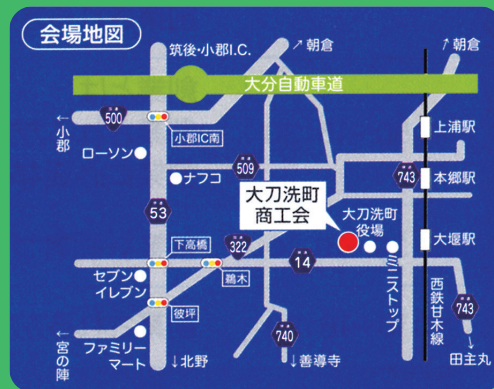 会場地図
筑後・小郡I.C.
↗朝倉
↗朝倉
大分自動車道
←小郡
500
小郡IC南
上浦駅
ローソン
509
ナフコ
743
本郷駅
大刀洗町
商工会
大刀洗町
役場
53
下高橋
322
14
大堰駅
セブン
イレブン
鵜木
ミニストップ
彼坪
西鉄甘木線
743
ファミリー
マート
740
←宮の陣
↓北野
↓善導寺
田主丸